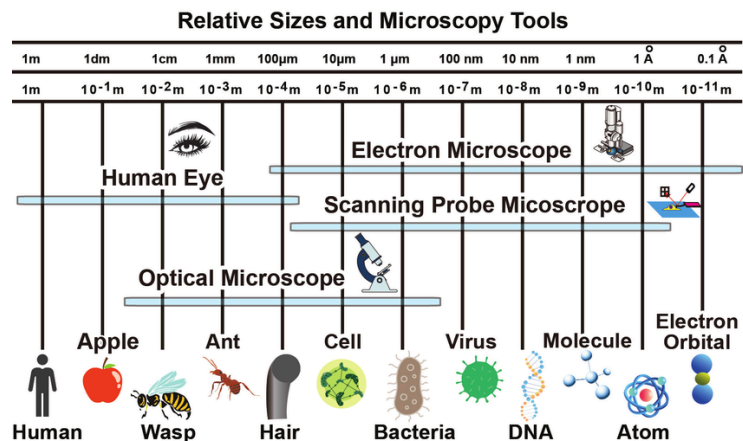 Relative Sizes and Microscopy Tools
1m 1dm 1cm 1mm 100µm 10µm 1 µm 100 nm 10 nm 1 nm 1 Å 0.1 Å
1m 10⁻¹m 10⁻²m 10⁻³m 10⁻⁴m 10⁻⁵m 10⁻⁶m 10⁻⁷m 10⁻⁸m 10⁻⁹m 10⁻¹⁰m 10⁻¹¹m
Electron Microscope
Human Eye
Scanning Probe Micoscrope
Optical Microscope
Apple Ant Cell Virus Molecule Electron
Orbital
Human Wasp Hair Bacteria DNA Atom